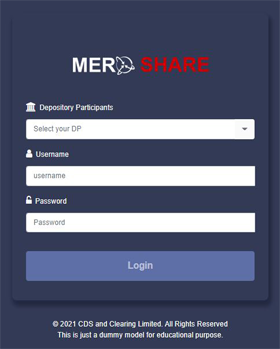 MERO SHARE
Depository Participants
Select your DP
Username
username
Password
Password
Login
© 2021 CDS and Clearing Limited. All Rights Reserved
This is just a dummy model for educational purpose.